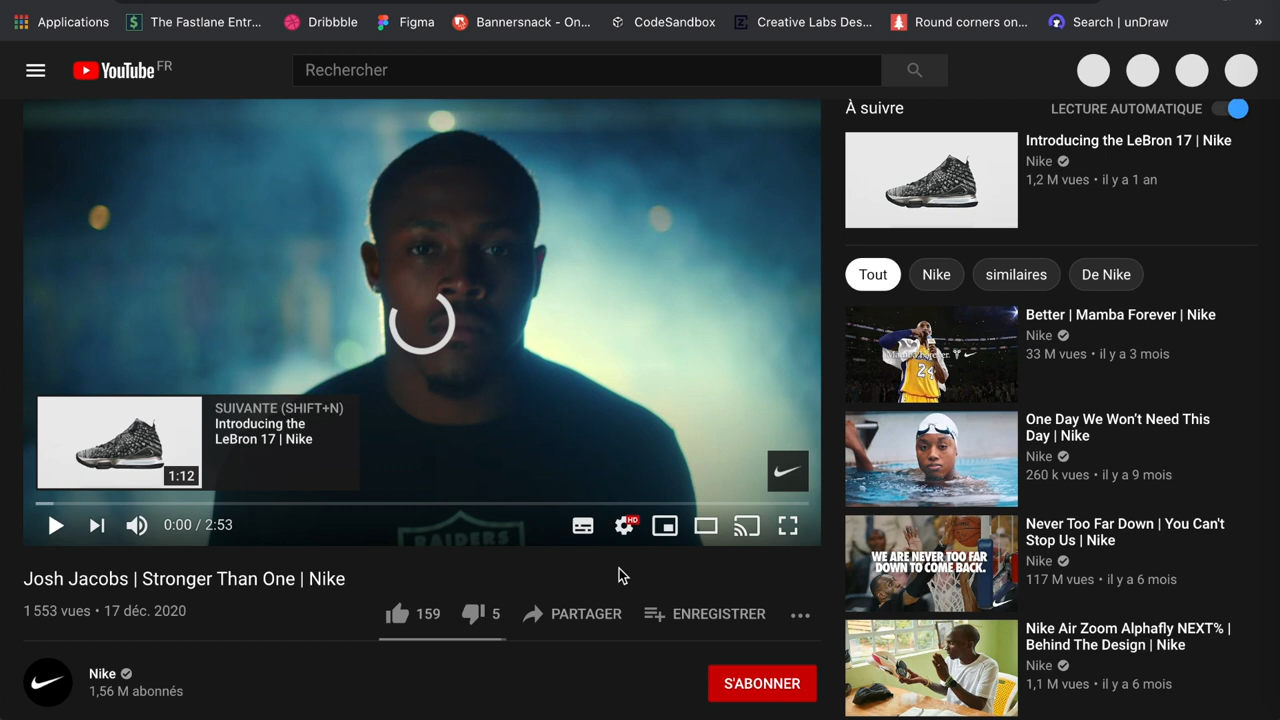 Applications
The Fastlane Entr...
Dribbble
Figma
Bannersnack - On...
CodeSandbox
Creative Labs Des...
Round corners on...
Search | unDraw
»
YouTube FR
Rechercher
SUIVANTE (SHIFT+N)
Introducing the
LeBron 17 | Nike
1:12
0:00 / 2:53
HD
RAIDERS
Josh Jacobs | Stronger Than One | Nike
1 553 vues • 17 déc. 2020
159
5
PARTAGER
ENREGISTRER
Nike
1,56 M abonnés
S'ABONNER
À suivre
LECTURE AUTOMATIQUE
Introducing the LeBron 17 | Nike
Nike
1,2 M vues • il y a 1 an
Tout
Nike
similaires
De Nike
Mamba Forever.
24
Better | Mamba Forever | Nike
Nike
33 M vues • il y a 3 mois
One Day We Won't Need This
Day | Nike
Nike
260 k vues • il y a 9 mois
WE ARE NEVER TOO FAR
DOWN TO COME BACK.
Never Too Far Down | You Can't
Stop Us | Nike
Nike
117 M vues • il y a 6 mois
Nike Air Zoom Alphafly NEXT% |
Behind The Design | Nike
Nike
1,1 M vues • il y a 6 mois